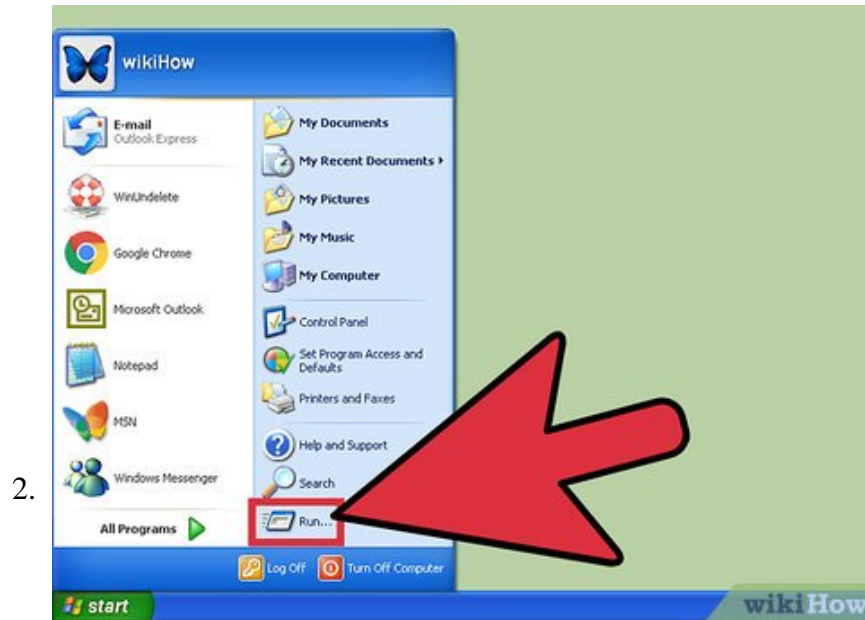 wikiHow
E-mail
Outlook Express
WinUndelete
Google Chrome
Microsoft Outlook
Notepad
MSN
Windows Messenger
All Programs
My Documents
My Recent Documents
My Pictures
My Music
My Computer
Control Panel
Set Program Access and
Defaults
Printers and Faxes
Help and Support
Search
Run...
Log Off
Turn Off Computer
start
2.
wikiHow